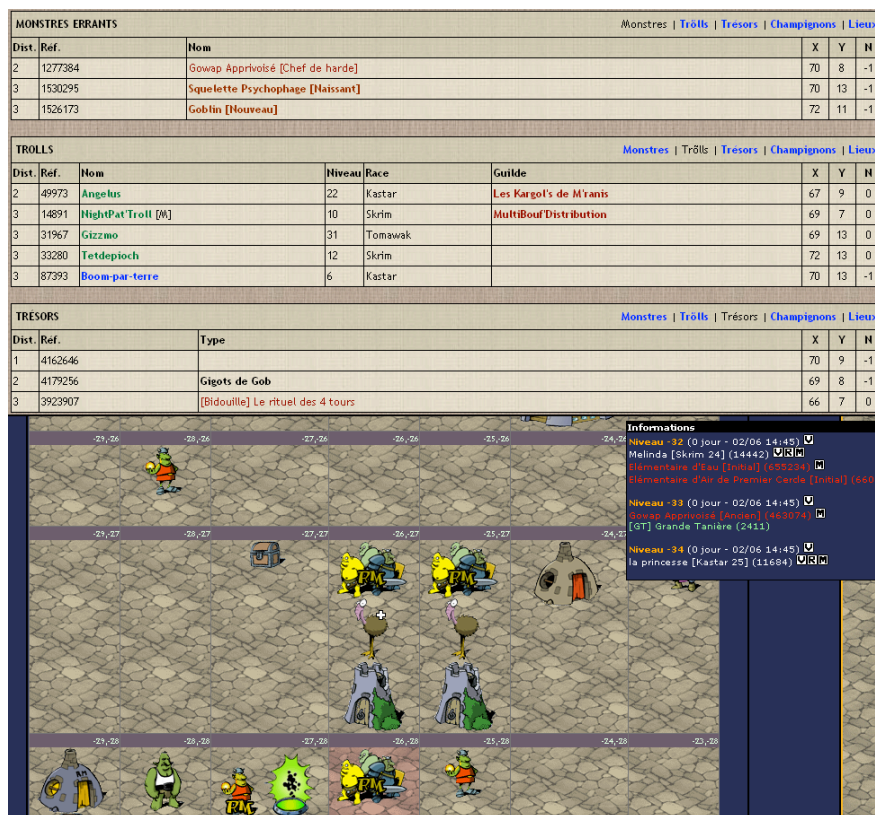 MONSTRES ERRANTS Monstres | Trõlls | Trésors | Champignons | Lieux
Dist. Réf. Nom X Y N
2 1277384 Gowap Apprivoisé [Chef de harde] 70 8 -1
3 1530295 Squelette Psychophage [Naissant] 70 13 -1
3 1526173 Goblin [Nouveau] 72 11 -1
TROLLS Monstres | Trõlls | Trésors | Champignons | Lieux
Dist. Réf. Nom Niveau Race Guilde X Y N
2 49973 Angelus 22 Kastar Les Kargol's de M'ranis 67 9 0
3 14891 NightPat'Troll [M] 10 Skrim MultiBouf'Distribution 69 7 0
3 31967 Gizzmo 31 Tomawak 69 13 0
3 33280 Tetdepioch 12 Skrim 72 13 0
3 87393 Boom-par-terre 6 Kastar 70 13 -1
TRÉSORS Monstres | Trõlls | Trésors | Champignons | Lieux
Dist. Réf. Type X Y N
1 4162646 70 9 -1
2 4179256 Gigots de Gob 69 8 -1
3 3923907 [Bidouille] Le rituel des 4 tours 66 7 0
Informations
Niveau -32 (0 jour - 02/06 14:45) V
Melinda [Skrim 24] (14442) V R M
Elémentaire d'Eau [Initial] (655234) M
Elémentaire d'Air de Premier Cercle [Initial] (660
Niveau -33 (0 jour - 02/06 14:45) V
Gowap Apprivoisé [Ancien] (463074) M
[GT] Grande Tanière (2411)
Niveau -34 (0 jour - 02/06 14:45) V
la princesse [Kastar 25] (11684) V R M
-29,-26 -28,-26 -27,-26 -26,-26 -25,-26 -24,-26
-29,-27 -28,-27 -27,-27 -26,-27 -25,-27 -24,-27
RM RM
-29,-28 -28,-28 -27,-28 -26,-28 -25,-28 -24,-28 -23,-28
RM RM RM